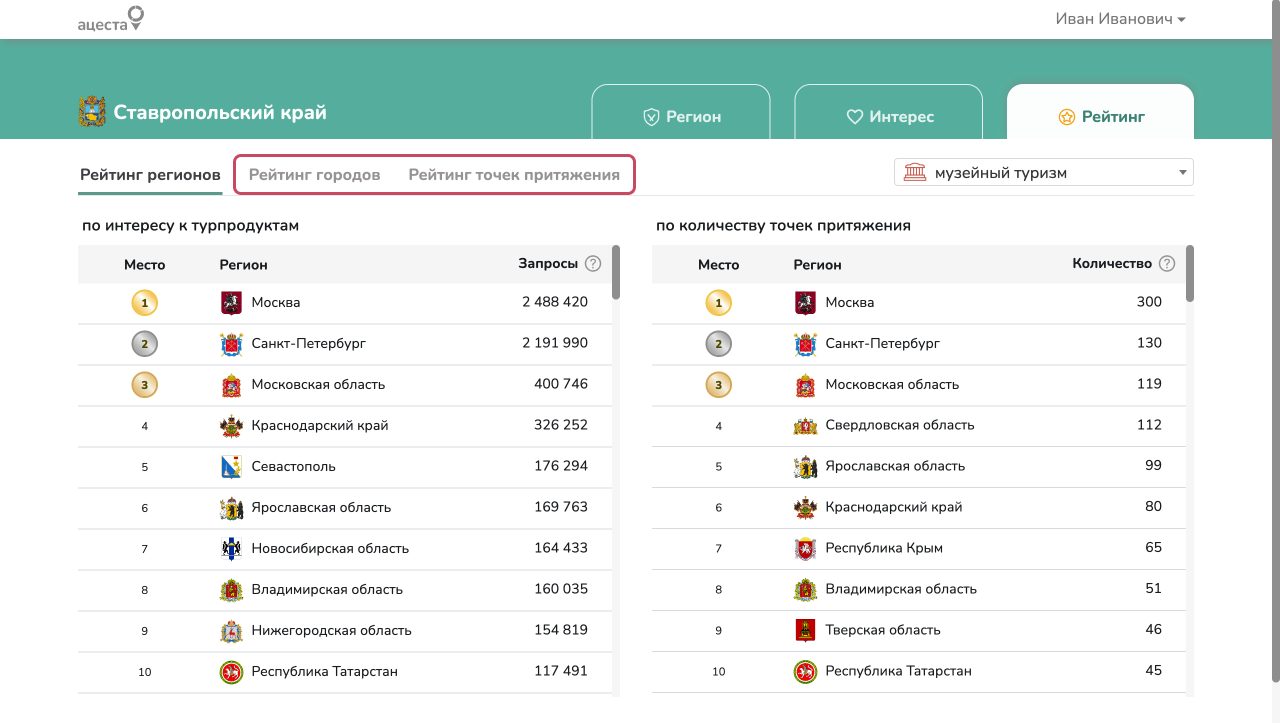 ацеста
Иван Иванович
Ставропольский край
Регион
Интерес
Рейтинг
Рейтинг регионов
Рейтинг городов
Рейтинг точек притяжения
музейный туризм
по интересу к турпродуктам
Место Регион Запросы ?
1 Москва 2 488 420
2 Санкт-Петербург 2 191 990
3 Московская область 400 746
4 Краснодарский край 326 252
5 Севастополь 176 294
6 Ярославская область 169 763
7 Новосибирская область 164 433
8 Владимирская область 160 035
9 Нижегородская область 154 819
10 Республика Татарстан 117 491
по количеству точек притяжения
Место Регион Количество ?
1 Москва 300
2 Санкт-Петербург 130
3 Московская область 119
4 Свердловская область 112
5 Ярославская область 99
6 Краснодарский край 80
7 Республика Крым 65
8 Владимирская область 51
9 Тверская область 46
10 Республика Татарстан 45